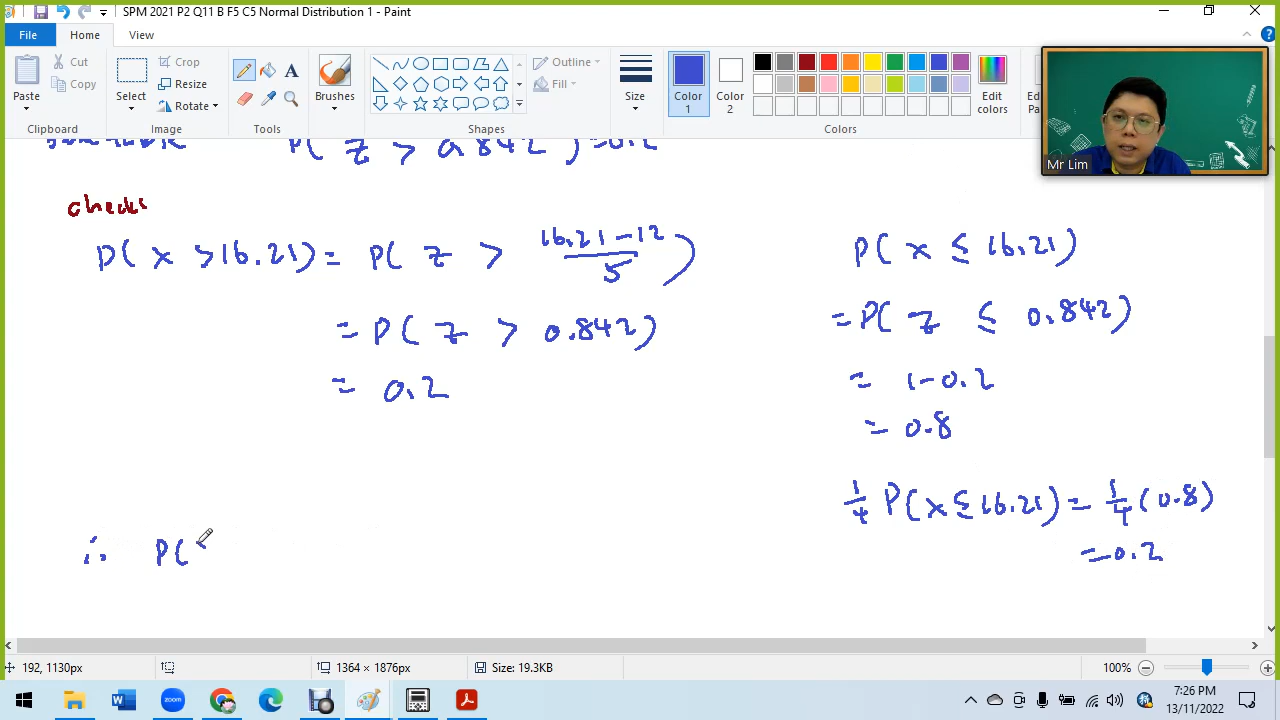 SPM 2021 P2 Q11 B F5 C5 Normal Distribution 1 - Paint
File Home View
Paste
Cut
Copy
Clipboard
Select
Crop
Resize
Rotate
Image
A
Tools
Brushes
Outline
Fill
Shapes
Size
Color 1
Color 2
Edit colors
Colors
Mr Lim
P( z > 0.842 ) = 0.2
check
P( x > 16.21) = P( z > (16.21 - 12)/5 )
= P( z > 0.842)
= 0.2
P( x ≤ 16.21)
= P( z ≤ 0.842)
= 1 - 0.2
= 0.8
1/4 P(x ≤ 16.21) = 1/4 (0.8)
= 0.2
∴ P(
192, 1130px
1364 × 1876px
Size: 19.3KB
100%
7:26 PM
13/11/2022